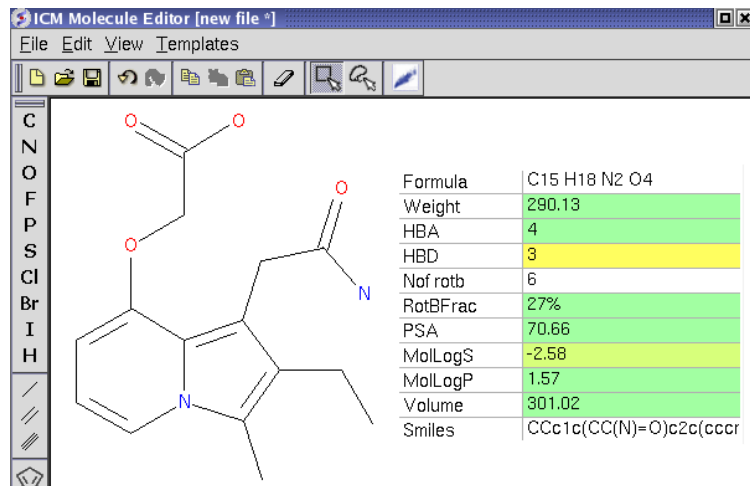 ICM Molecule Editor [new file *]
File Edit View Templates
C
N
O
F
P
S
Cl
Br
I
H
O
O
O
O
N
N
Formula C15 H18 N2 O4
Weight 290.13
HBA 4
HBD 3
Nof rotb 6
RotBFrac 27%
PSA 70.66
MolLogS -2.58
MolLogP 1.57
Volume 301.02
Smiles CCc1c(CC(N)=O)c2c(cccr